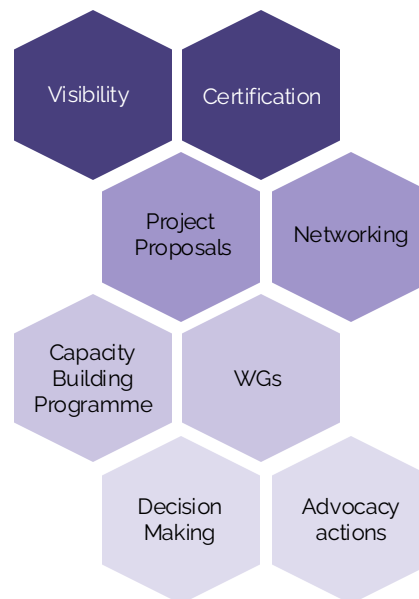 Visibility
Certification
Project
Proposals
Networking
Capacity
Building
Programme
WGs
Decision
Making
Advocacy
actions